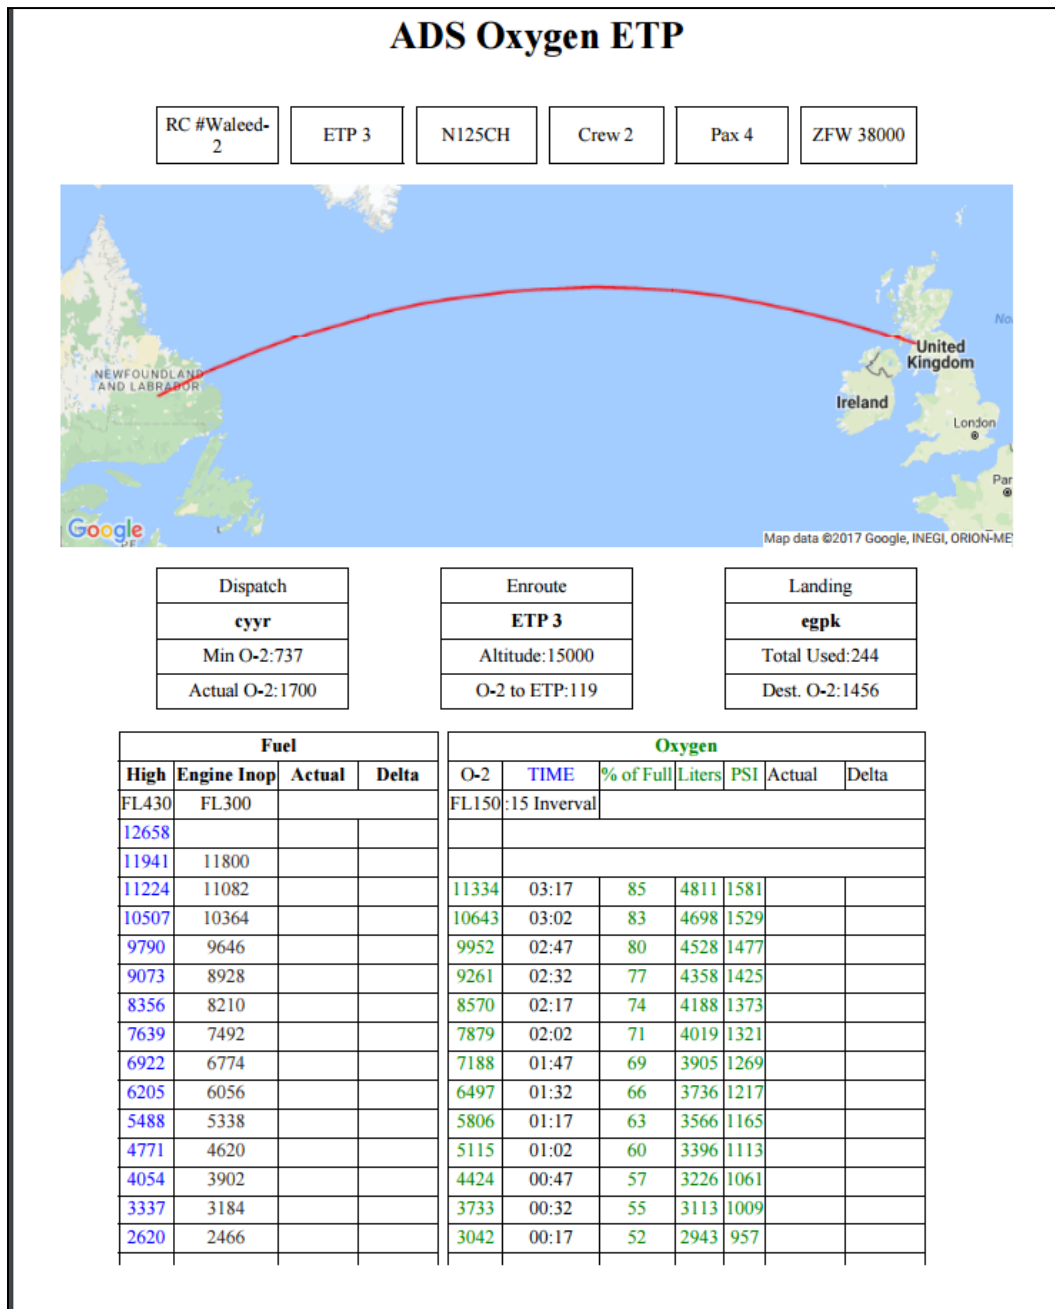 ADS Oxygen ETP
RC #Waleed-
2
ETP 3
N125CH
Crew 2
Pax 4
ZFW 38000
NEWFOUNDLAND
AND LABRADOR
United
Kingdom
Ireland
London
Par
No
Google
Map data ©2017 Google, INEGI, ORION-ME
Dispatch
cyyr
Min O-2:737
Actual O-2:1700
Enroute
ETP 3
Altitude:15000
O-2 to ETP:119
Landing
egpk
Total Used:244
Dest. O-2:1456
Fuel Oxygen
High Engine Inop Actual Delta O-2 TIME % of Full Liters PSI Actual Delta
FL430 FL300 FL150 :15 Inverval
12658
11941 11800
11224 11082 11334 03:17 85 4811 1581
10507 10364 10643 03:02 83 4698 1529
9790 9646 9952 02:47 80 4528 1477
9073 8928 9261 02:32 77 4358 1425
8356 8210 8570 02:17 74 4188 1373
7639 7492 7879 02:02 71 4019 1321
6922 6774 7188 01:47 69 3905 1269
6205 6056 6497 01:32 66 3736 1217
5488 5338 5806 01:17 63 3566 1165
4771 4620 5115 01:02 60 3396 1113
4054 3902 4424 00:47 57 3226 1061
3337 3184 3733 00:32 55 3113 1009
2620 2466 3042 00:17 52 2943 957